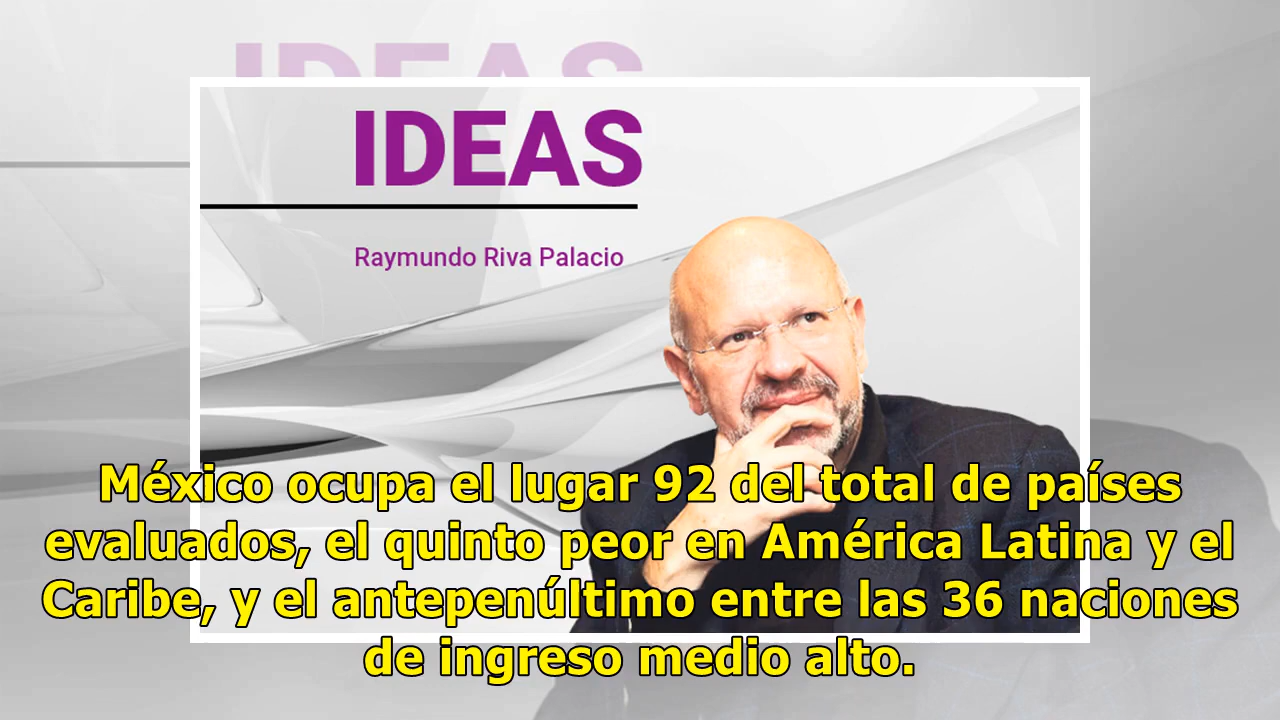 IDEAS
IDEAS
Raymundo Riva Palacio
México ocupa el lugar 92 del total de países
evaluados, el quinto peor en América Latina y el
Caribe, y el antepenúltimo entre las 36 naciones
de ingreso medio alto.